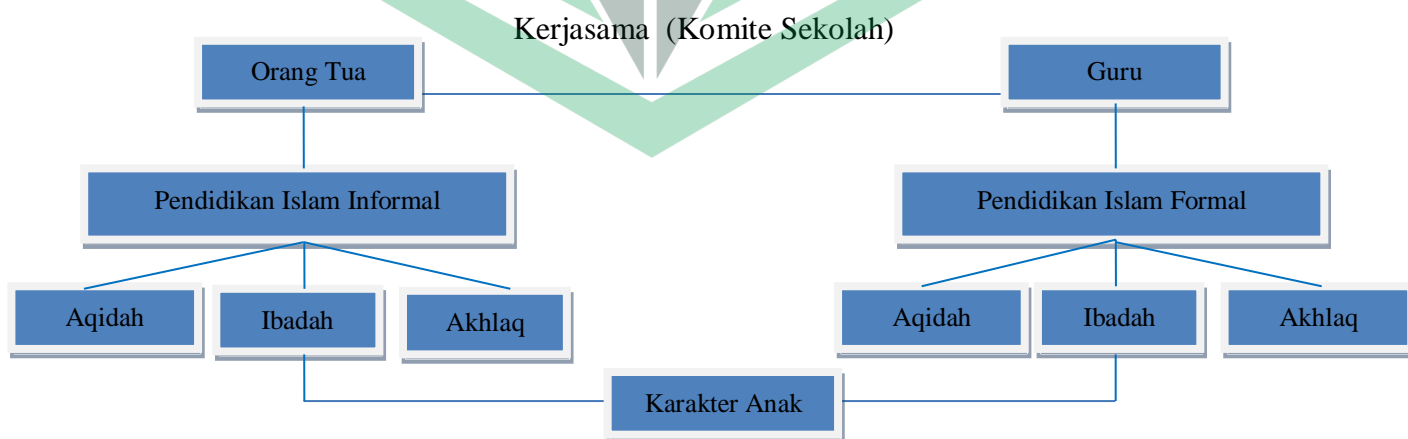 Kerjasama (Komite Sekolah)
Orang Tua
Guru
Pendidikan Islam Informal
Pendidikan Islam Formal
Aqidah
Ibadah
Akhlaq
Aqidah
Ibadah
Akhlaq
Karakter Anak